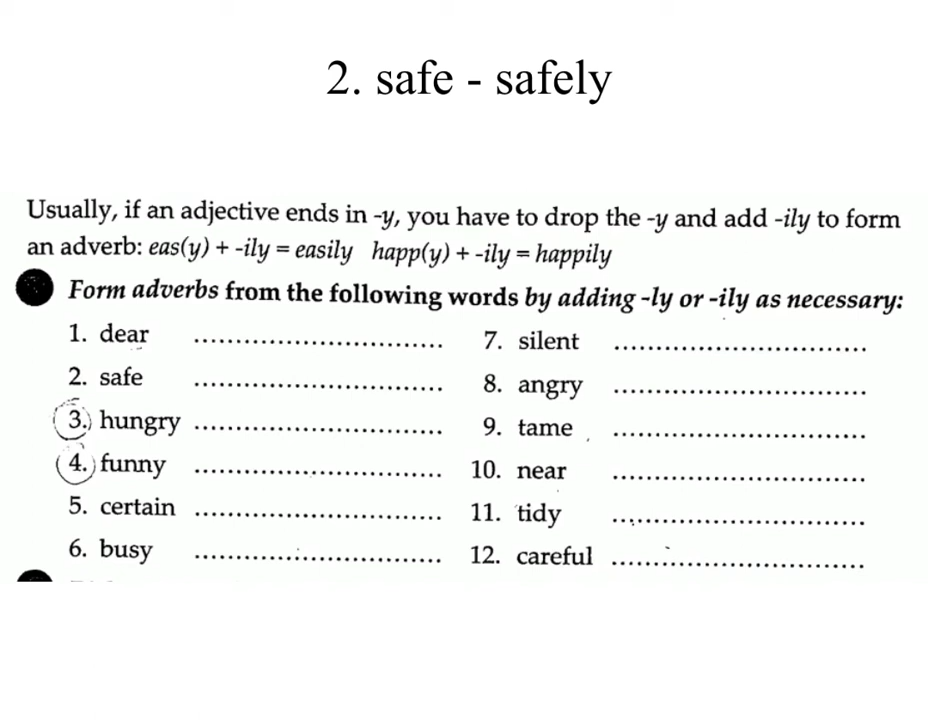 2. safe - safely
Usually, if an adjective ends in -y, you have to drop the -y and add -ily to form
an adverb: eas(y) + -ily = easily happ(y) + -ily = happily
Form adverbs from the following words by adding -ly or -ily as necessary:
1. dear ..............................
2. safe ..............................
3. hungry ..............................
4. funny ..............................
5. certain ..............................
6. busy ..............................
7. silent ..............................
8. angry ..............................
9. tame ..............................
10. near ..............................
11. tidy ..............................
12. careful ..............................